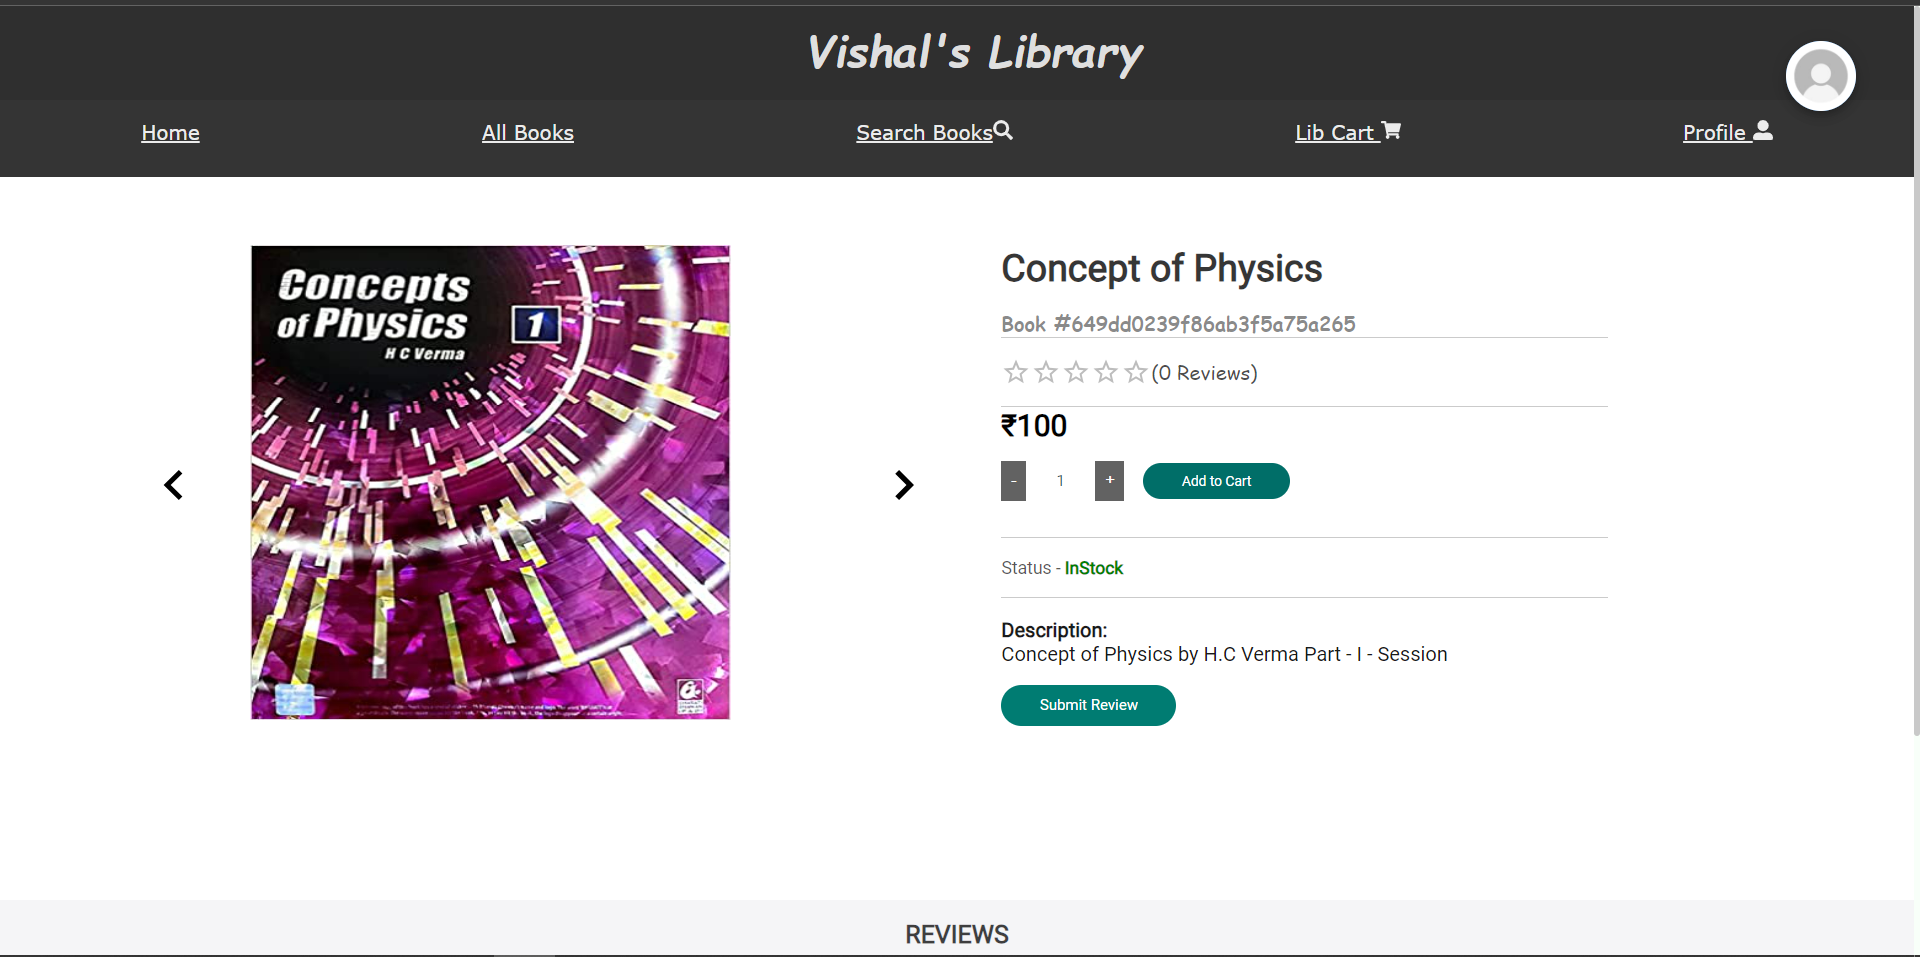 Vishal's Library
Home
All Books
Search Books
Lib Cart
Profile
Concepts
of Physics
1
H C Verma
Concept of Physics
Book #649dd0239f86ab3f5a75a265
(0 Reviews)
₹100
-
1
+
Add to Cart
Status - InStock
Description:
Concept of Physics by H.C Verma Part - I - Session
Submit Review
REVIEWS